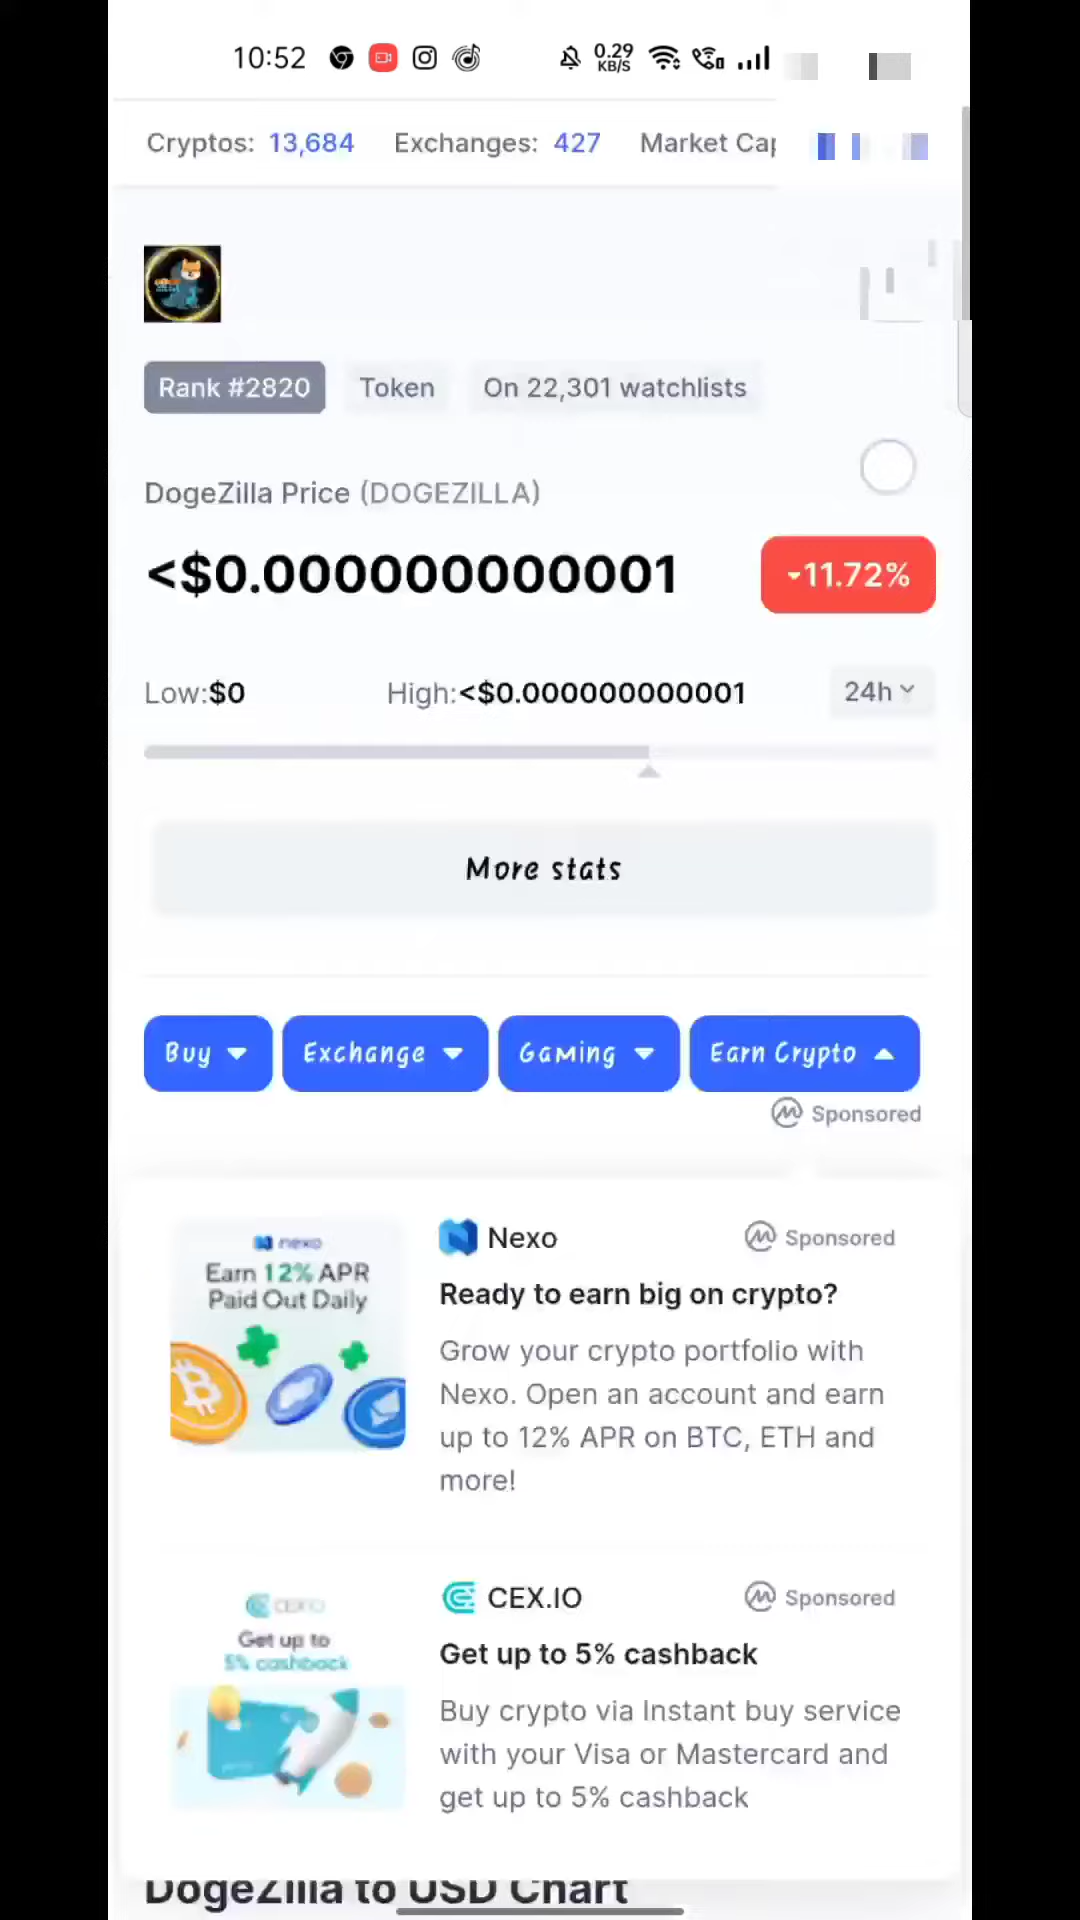 10:52 0.29 KB/S
Cryptos: 13,684 Exchanges: 427 Market Cap
Rank #2820 Token On 22,301 watchlists
DogeZilla Price (DOGEZILLA)
<$0.000000000001 -11.72%
Low:$0 High:<$0.000000000001 24h
More stats
Buy Exchange Gaming Earn Crypto
Sponsored
nexo
Earn 12% APR
Paid Out Daily
Nexo Sponsored
Ready to earn big on crypto?
Grow your crypto portfolio with
Nexo. Open an account and earn
up to 12% APR on BTC, ETH and
more!
CEX.IO
Get up to
5% cashback
CEX.IO Sponsored
Get up to 5% cashback
Buy crypto via Instant buy service
with your Visa or Mastercard and
get up to 5% cashback
DogeZilla to USD Chart